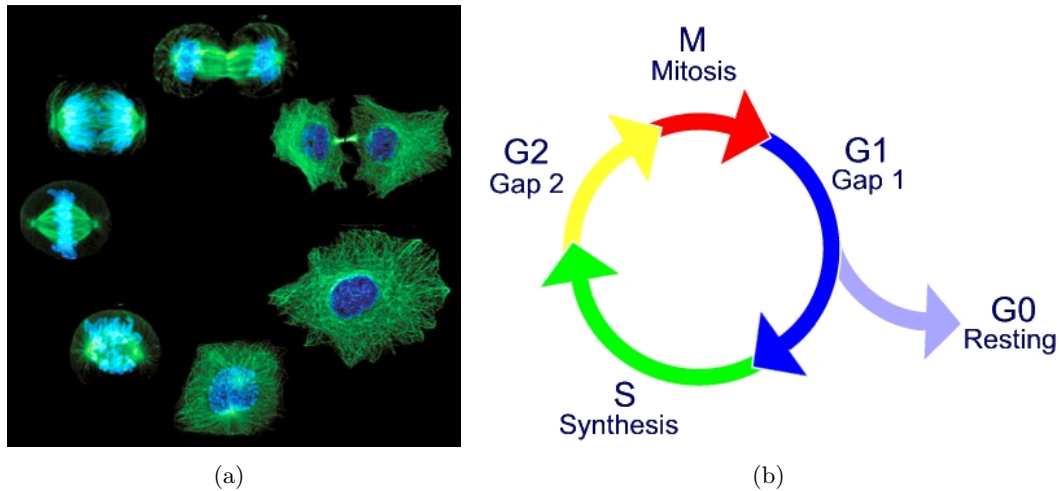 M
Mitosis
G2
Gap 2
G1
Gap 1
G0
Resting
S
Synthesis
(a)
(b)